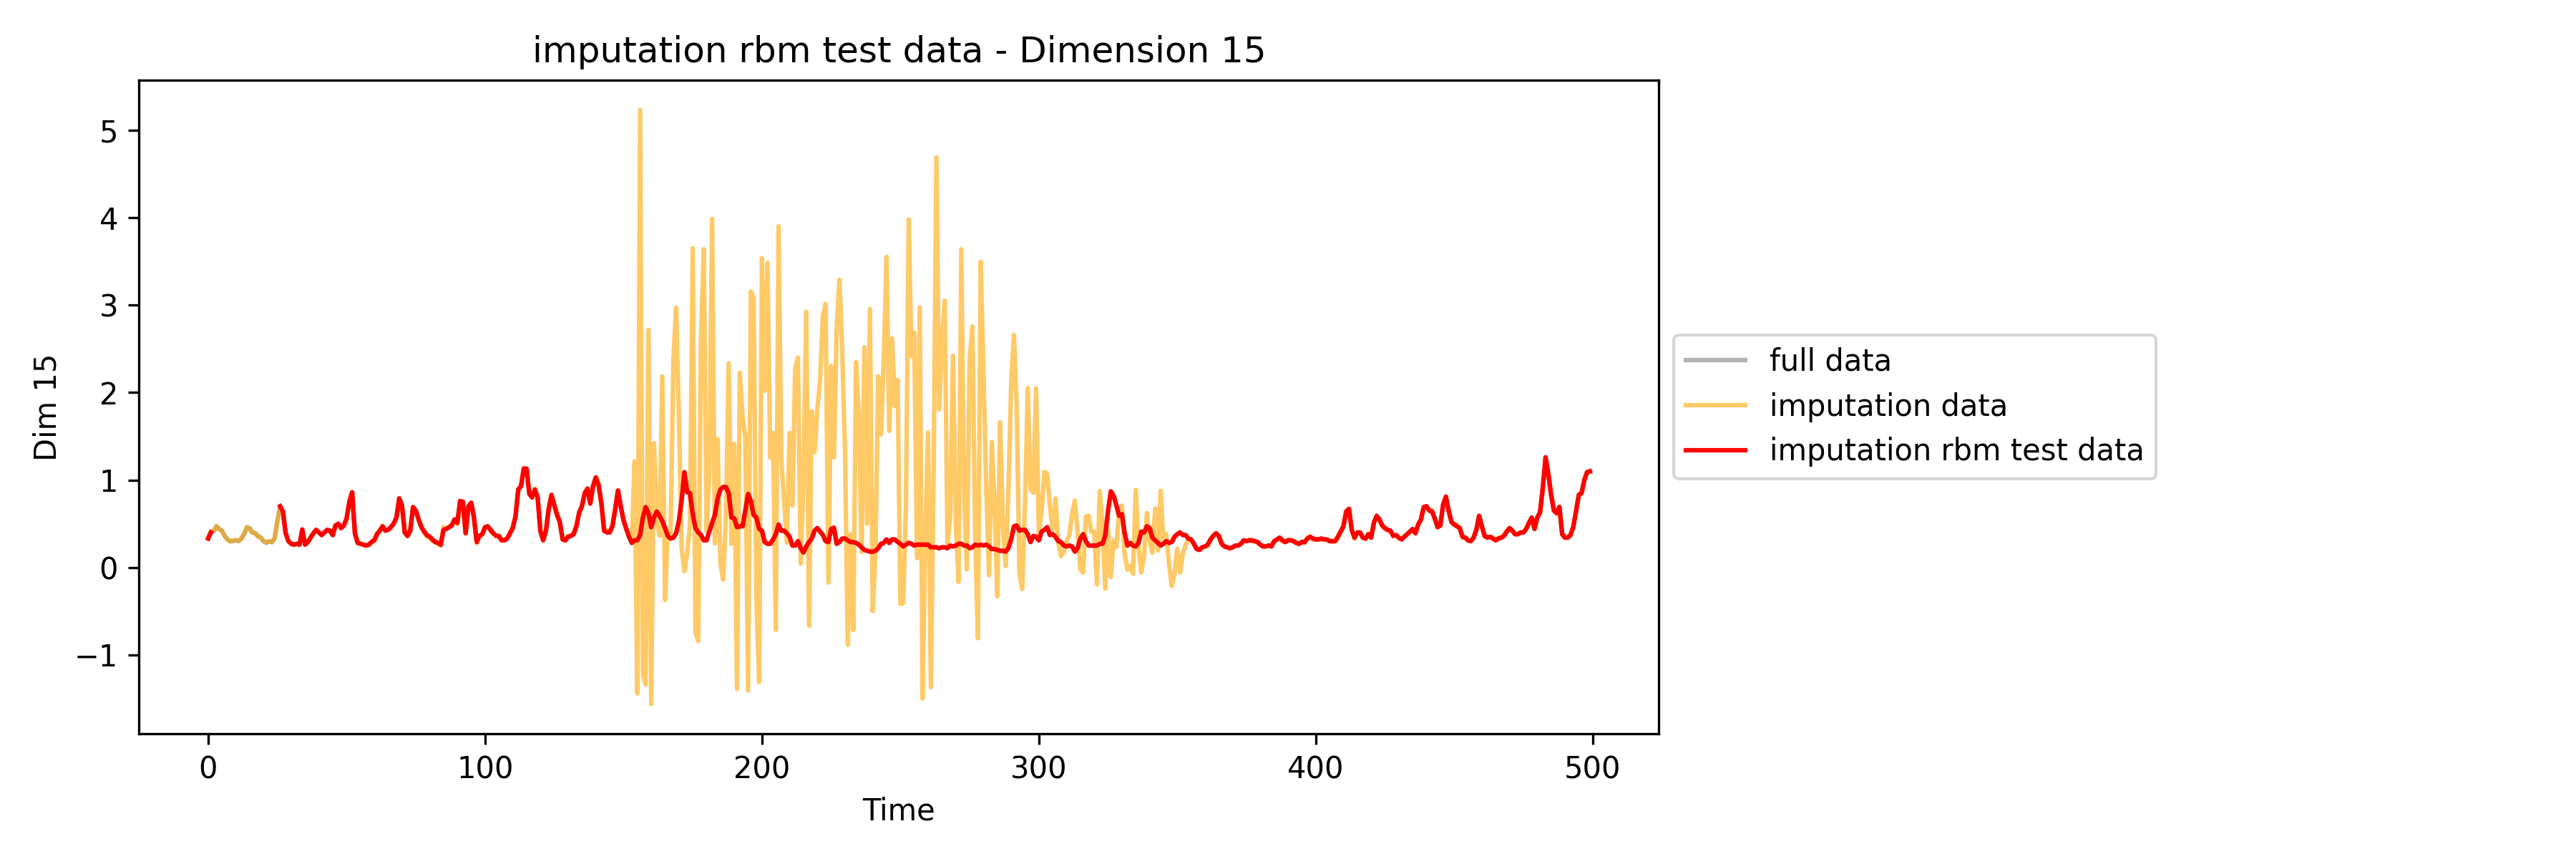 imputation rbm test data - Dimension 15
5
4
3
2
1
0
−1
Dim 15
0 100 200 300 400 500
Time
full data
imputation data
imputation rbm test data